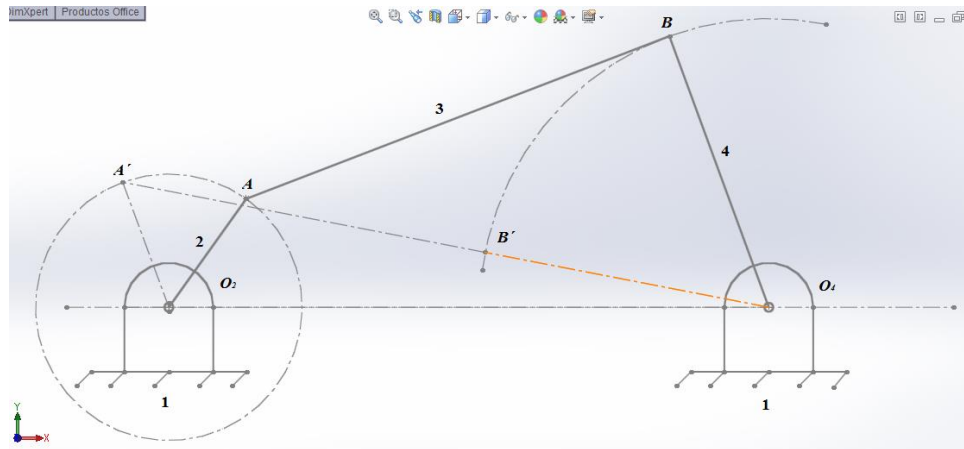 DimXpert Productos Office
B
3
4
A´
A
2
B´
O₂
O₄
1
1
Y
X